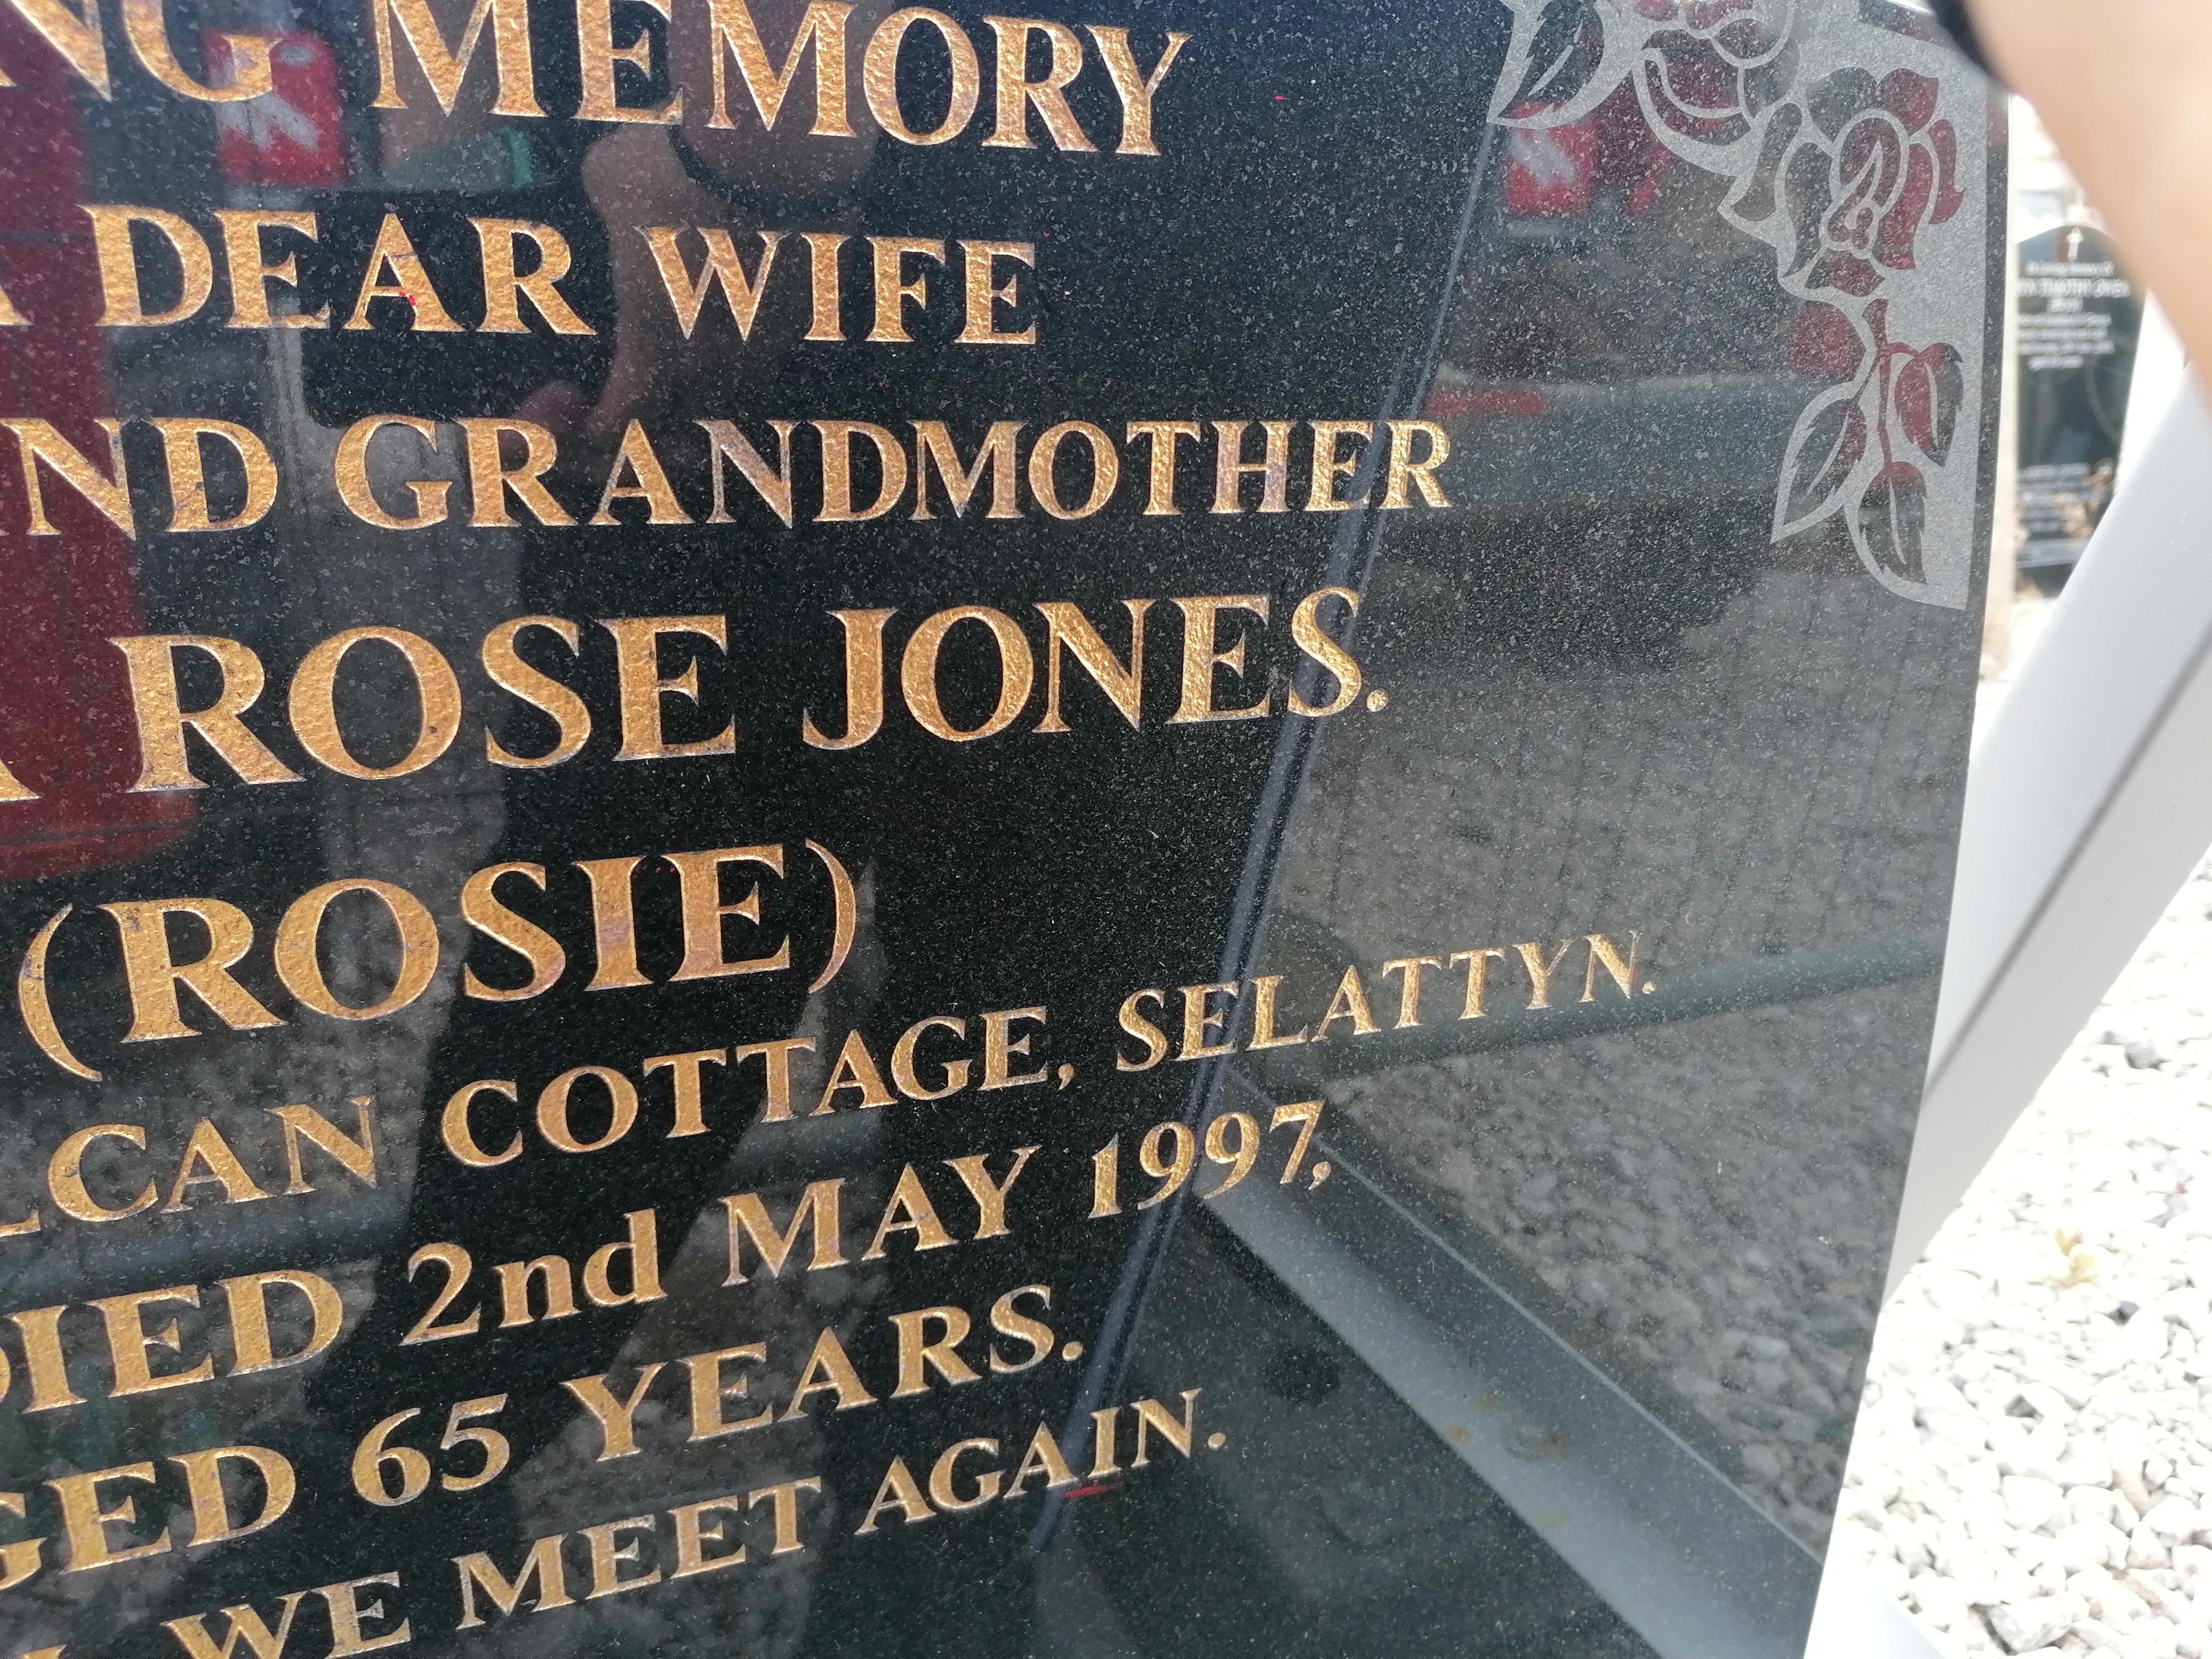 NG MEMORY
A DEAR WIFE
ND GRANDMOTHER
A ROSE JONES.
(ROSIE)
LCAN COTTAGE, SELATTYN.
DIED 2nd MAY 1997,
GED 65 YEARS.
WE MEET AGAIN.